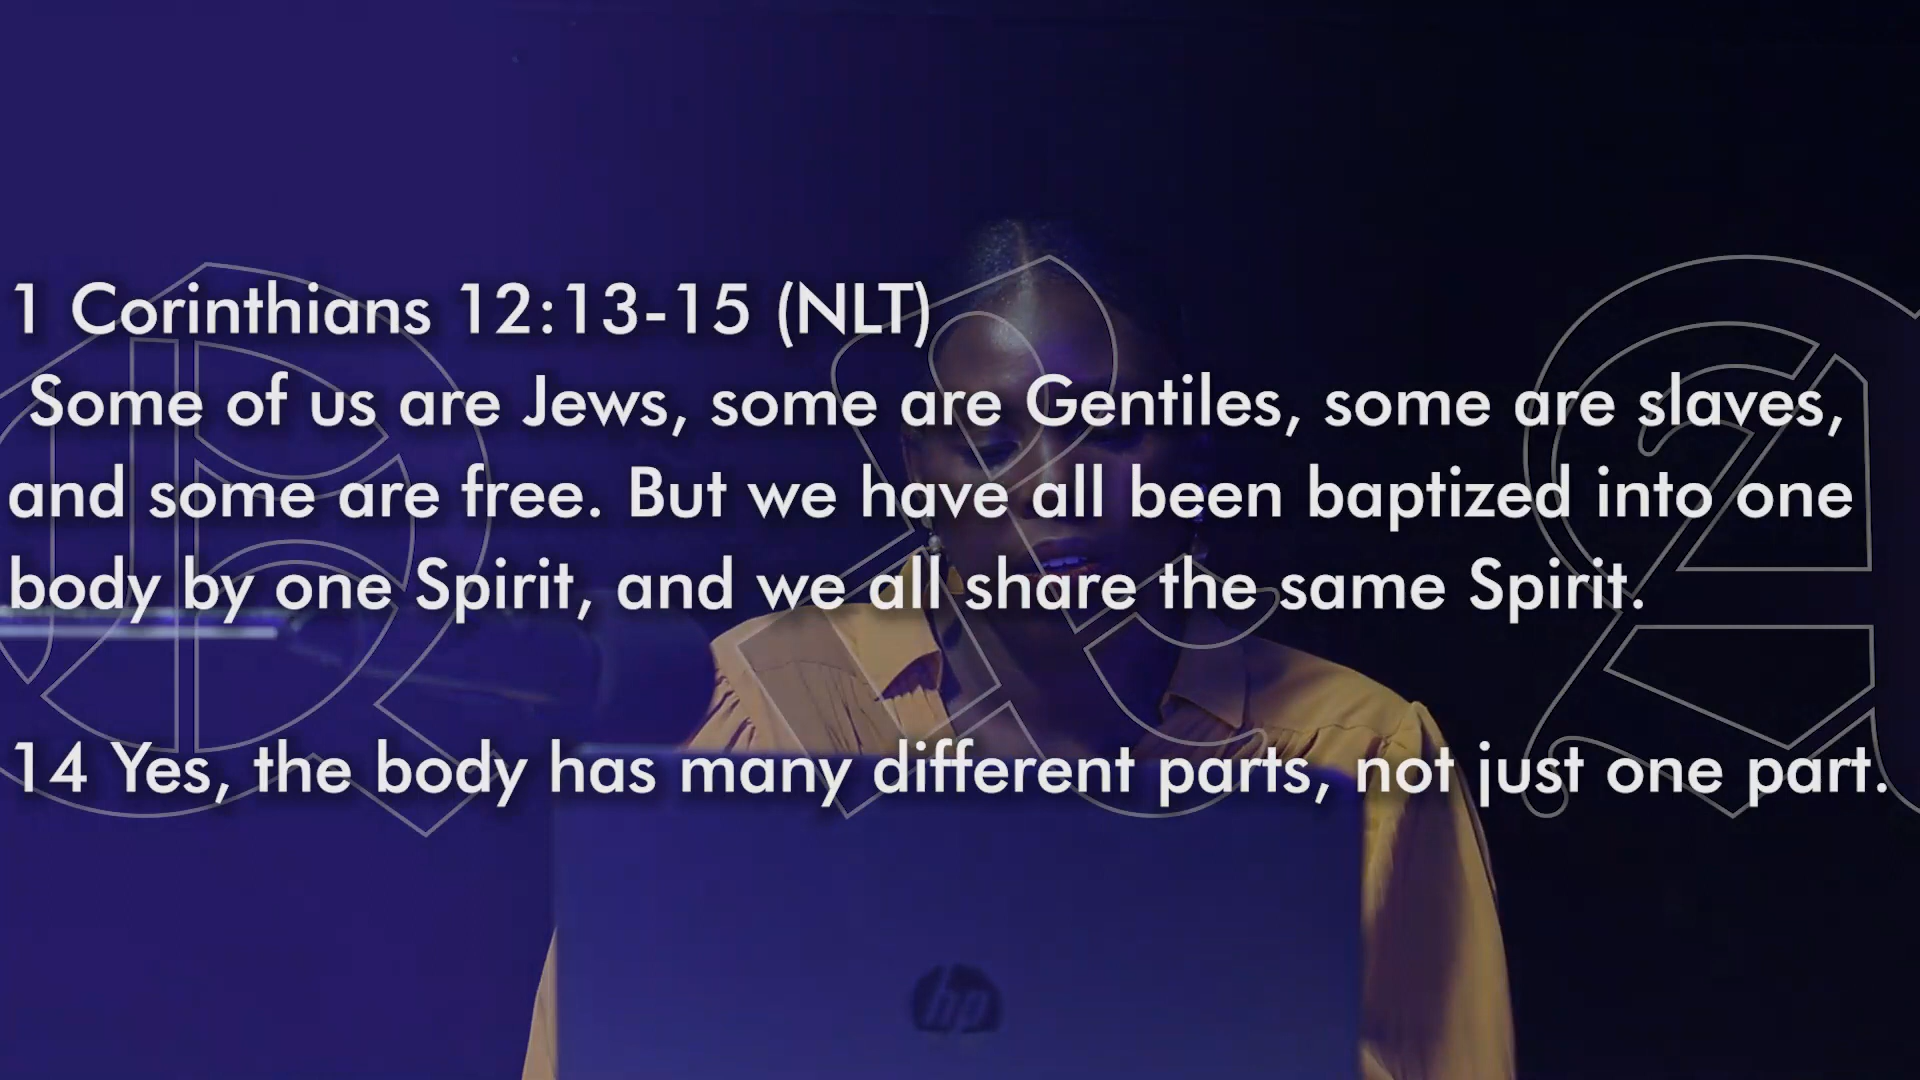 1 Corinthians 12:13-15 (NLT)
Some of us are Jews, some are Gentiles, some are slaves,
and some are free. But we have all been baptized into one
body by one Spirit, and we all share the same Spirit.
14 Yes, the body has many different parts, not just one part.
hp